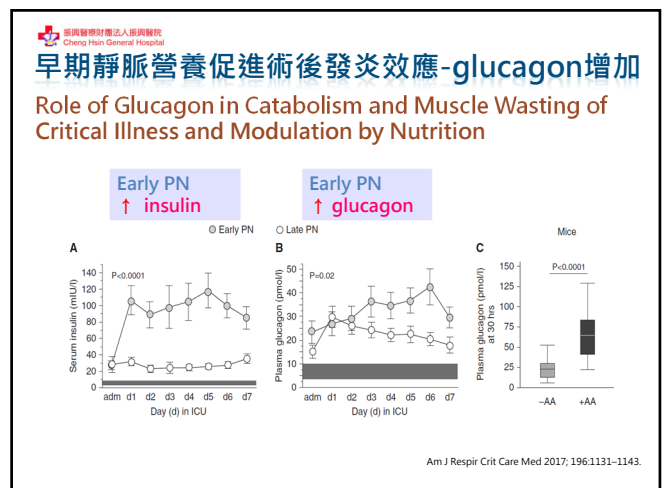 振興醫療財團法人振興醫院
Cheng Hsin General Hospital
早期靜脈營養促進術後發炎效應-glucagon增加
Role of Glucagon in Catabolism and Muscle Wasting of
Critical Illness and Modulation by Nutrition
Early PN
↑ insulin
Early PN
↑ glucagon
Early PN
Late PN
A
P<0.0001
Serum insulin (mIU/l)
140
120
100
80
60
40
20
0
adm d1 d2 d3 d4 d5 d6 d7
Day (d) in ICU
B
P=0.02
Plasma glucagon (pmol/l)
50
40
30
20
10
0
adm d1 d2 d3 d4 d5 d6 d7
Day (d) in ICU
C
Mice
P<0.0001
Plasma glucagon (pmol/l)
at 30 hrs
150
125
100
75
50
25
0
–AA +AA
Am J Respir Crit Care Med 2017; 196:1131–1143.